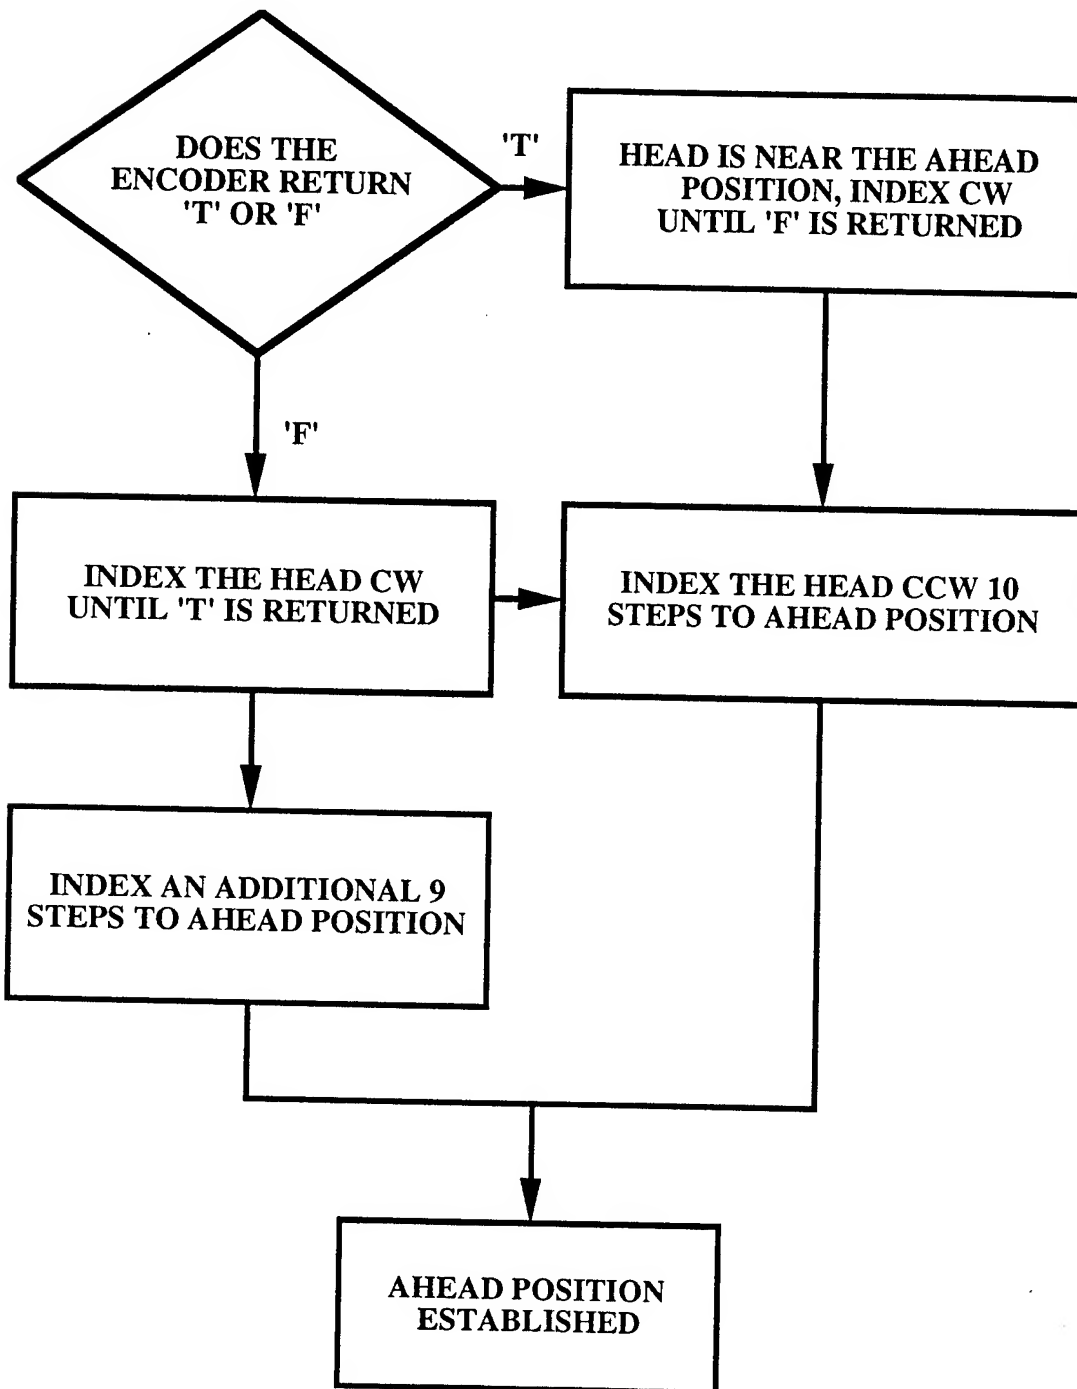 DOES THE
ENCODER RETURN
'T' OR 'F'
'T'
HEAD IS NEAR THE AHEAD
POSITION, INDEX CW
UNTIL 'F' IS RETURNED
'F'
INDEX THE HEAD CW
UNTIL 'T' IS RETURNED
INDEX THE HEAD CCW 10
STEPS TO AHEAD POSITION
INDEX AN ADDITIONAL 9
STEPS TO AHEAD POSITION
AHEAD POSITION
ESTABLISHED